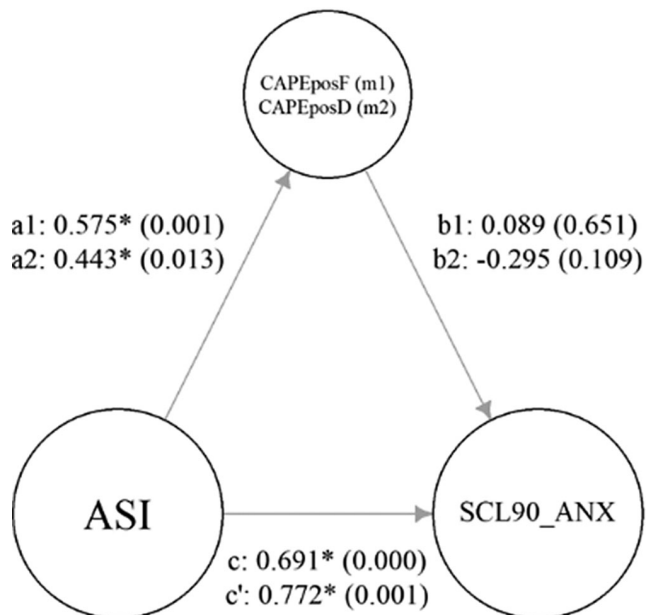 CAPEposF (m1)
CAPEposD (m2)
a1: 0.575* (0.001)
a2: 0.443* (0.013)
b1: 0.089 (0.651)
b2: -0.295 (0.109)
ASI
SCL90_ANX
c: 0.691* (0.000)
c': 0.772* (0.001)